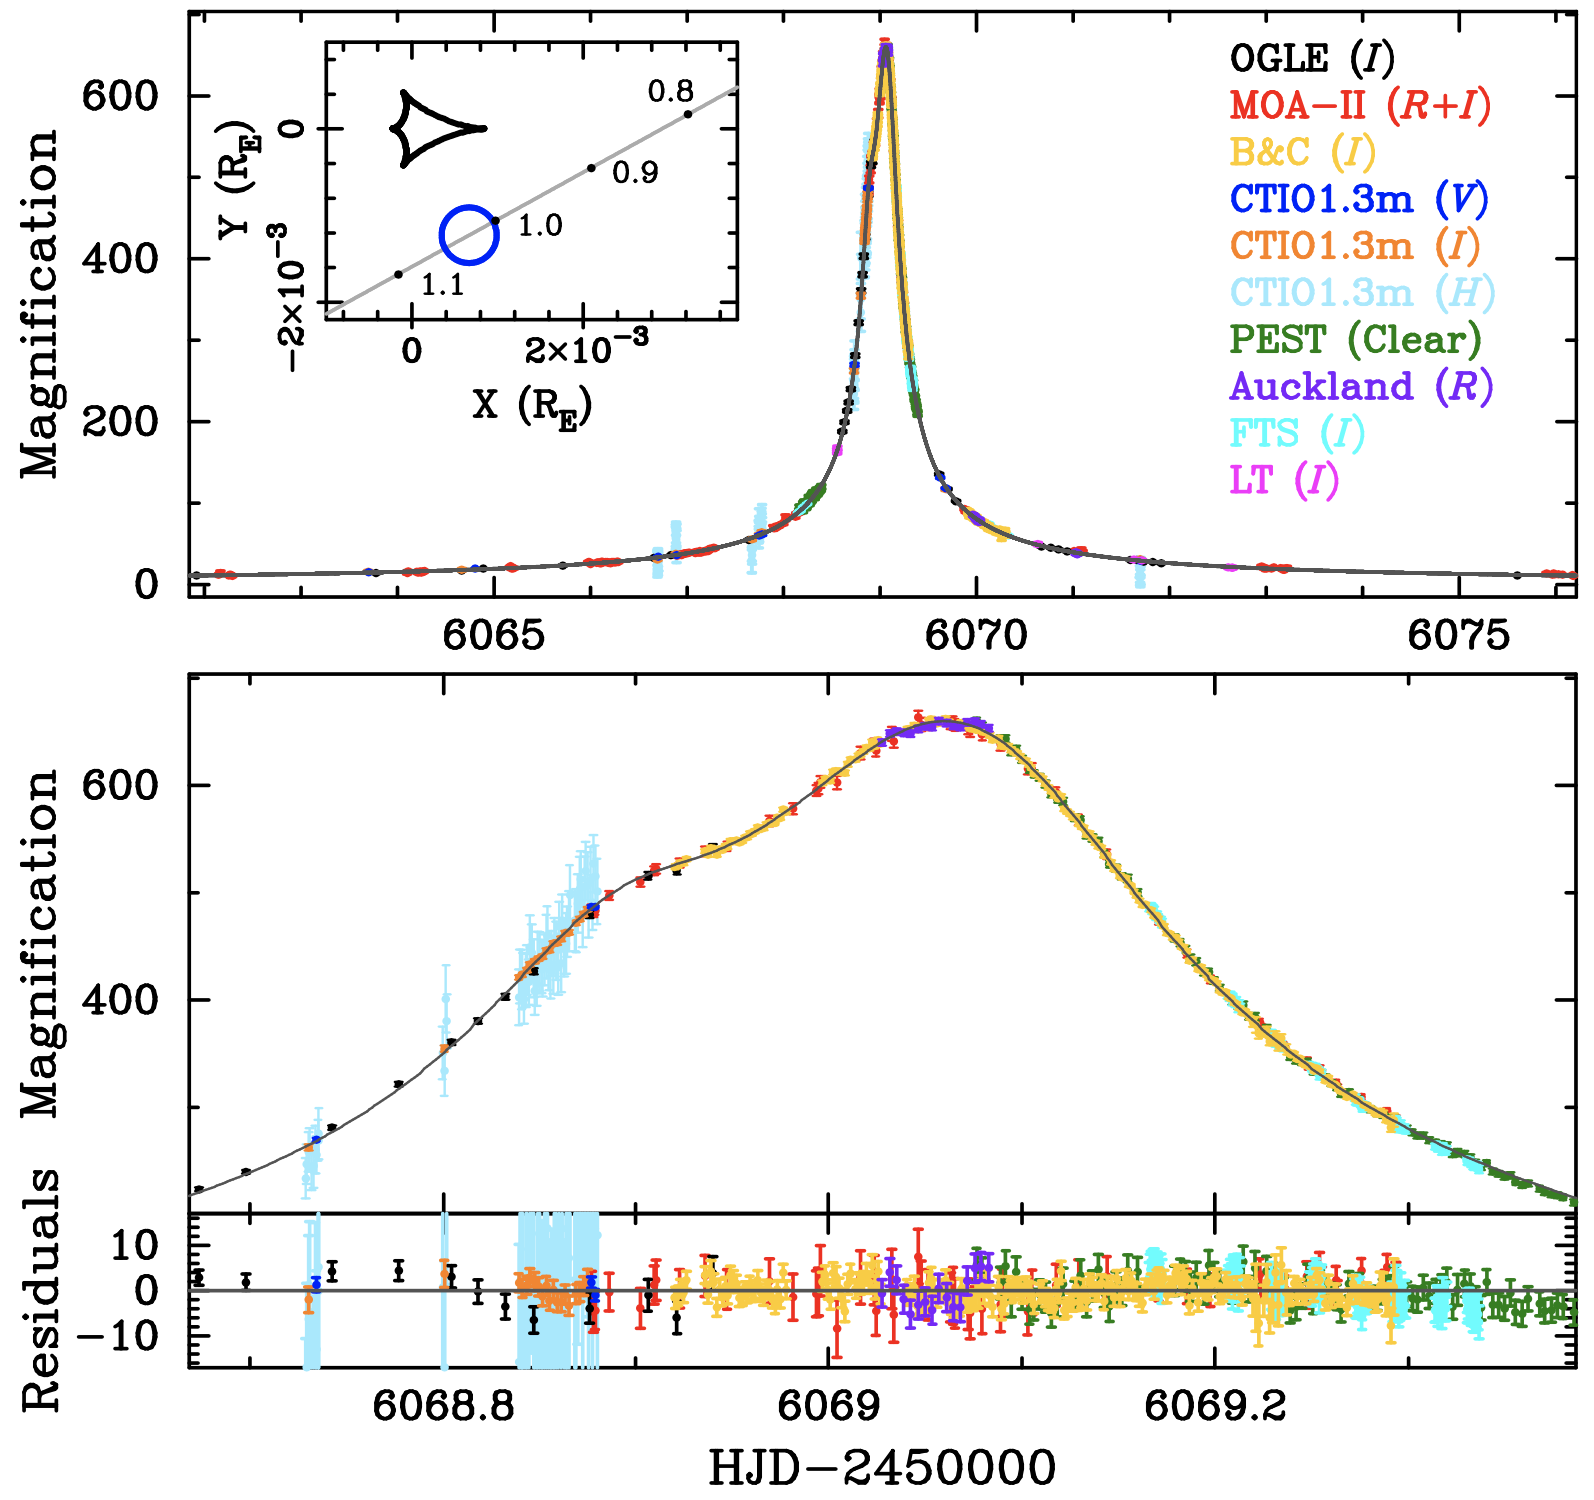 Magnification
600
400
200
0
Y (R_E)
0
−2×10^−3
0.8
0.9
1.0
1.1
0
2×10^−3
X (R_E)
OGLE (I)
MOA−II (R+I)
B&C (I)
CTIO1.3m (V)
CTIO1.3m (I)
CTIO1.3m (H)
PEST (Clear)
Auckland (R)
FTS (I)
LT (I)
6065
6070
6075
Magnification
600
400
Residuals
10
0
−10
6068.8
6069
6069.2
HJD−2450000